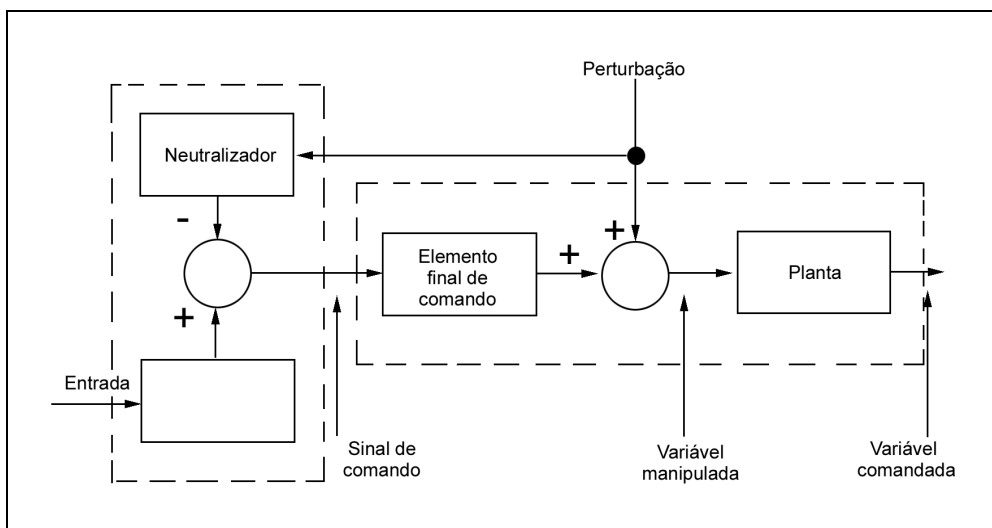 Perturbação
Neutralizador
-
+
+
Elemento
final de
comando
Planta
+
Entrada
Sinal de
comando
Variável
manipulada
Variável
comandada